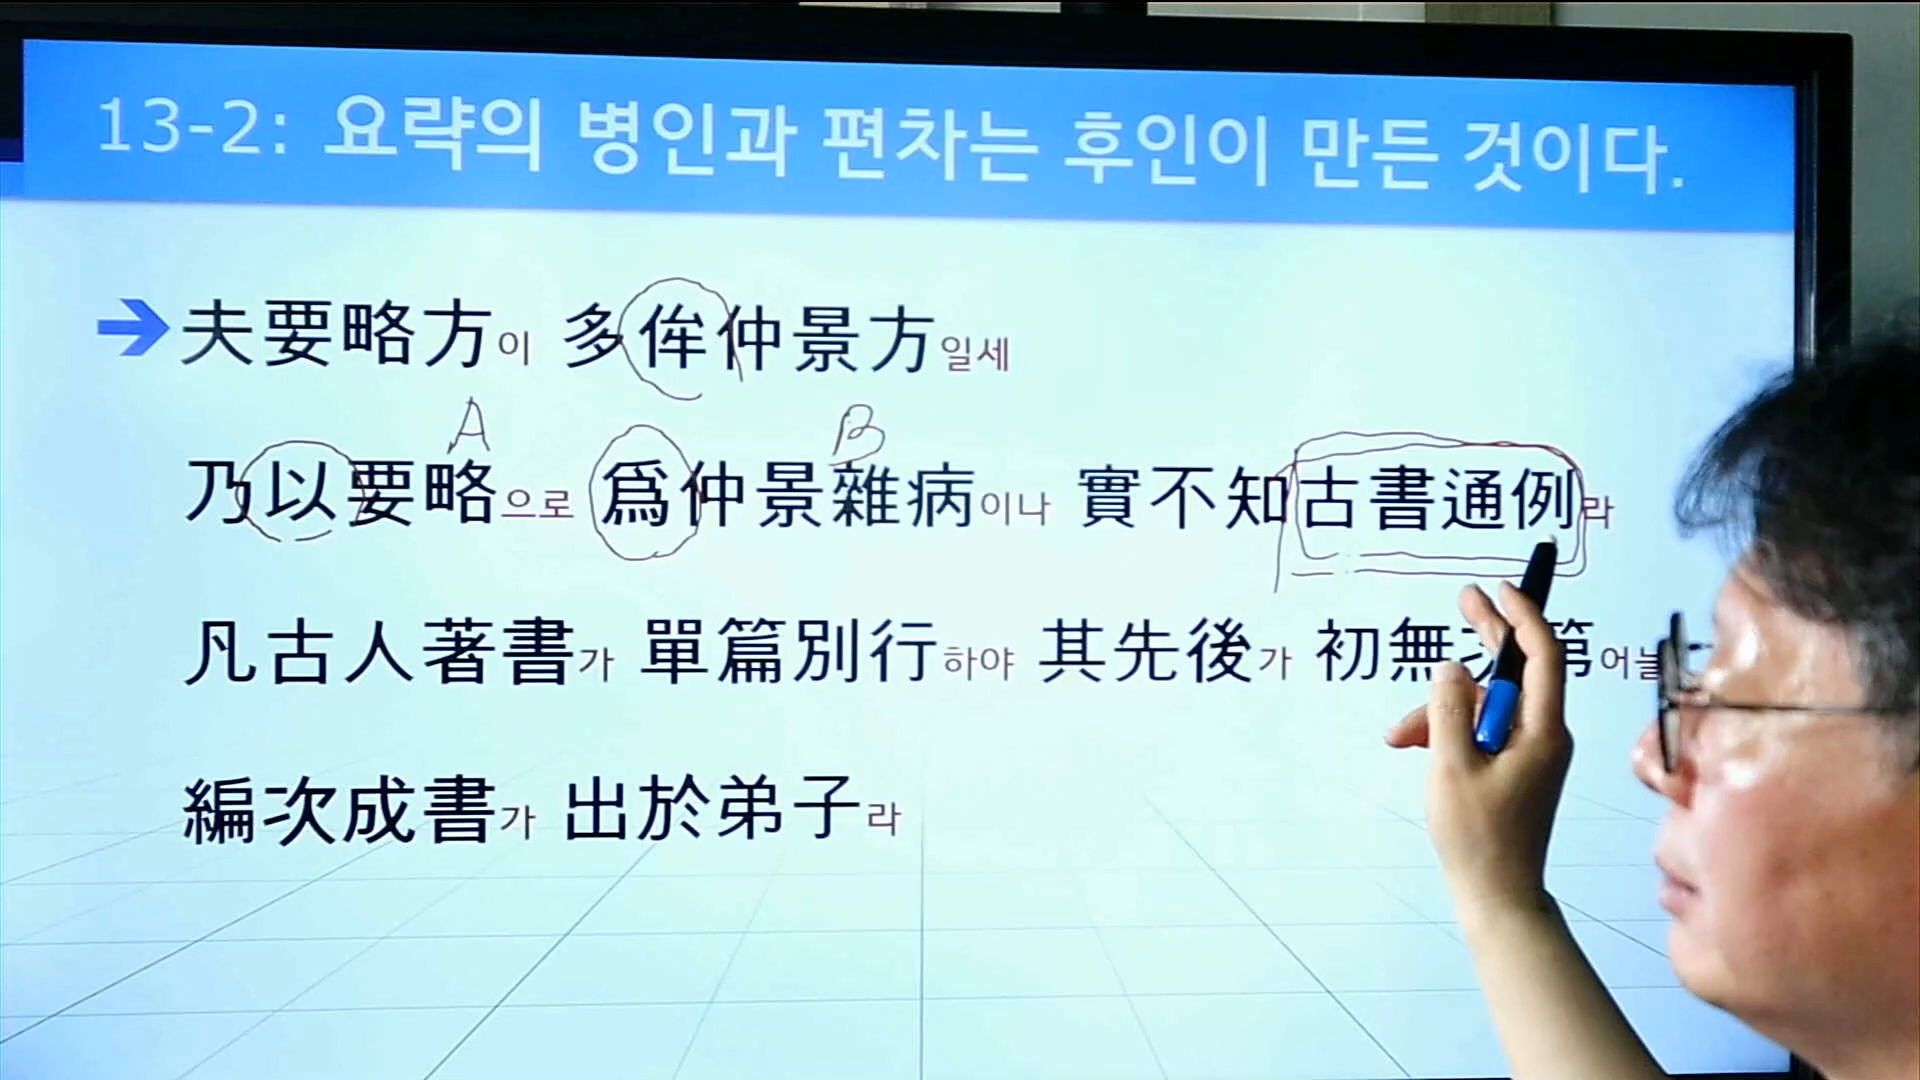 13-2: 요략의 병인과 편차는 후인이 만든 것이다.
夫要略方이 多侔仲景方일세
A B
乃以要略으로 爲仲景雜病이나 實不知古書通例라
凡古人著書가 單篇別行하야 其先後가 初無 第어늘
編次成書가 出於弟子라